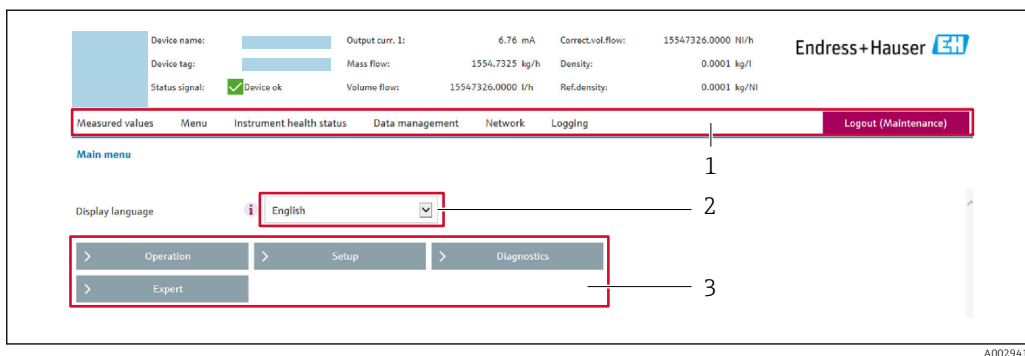 Device name: Output curr. 1: 6.76 mA Correct.vol.flow: 15547326.0000 Nl/h
Endress+Hauser EH
Device tag: Mass flow: 1554.7325 kg/h Density: 0.0001 kg/l
Status signal: Device ok Volume flow: 15547326.0000 l/h Ref.density: 0.0001 kg/Nl
Measured values Menu Instrument health status Data management Network Logging Logout (Maintenance)
1
Main menu
Display language i English 2
> Operation > Setup > Diagnostics
> Expert 3
A002941